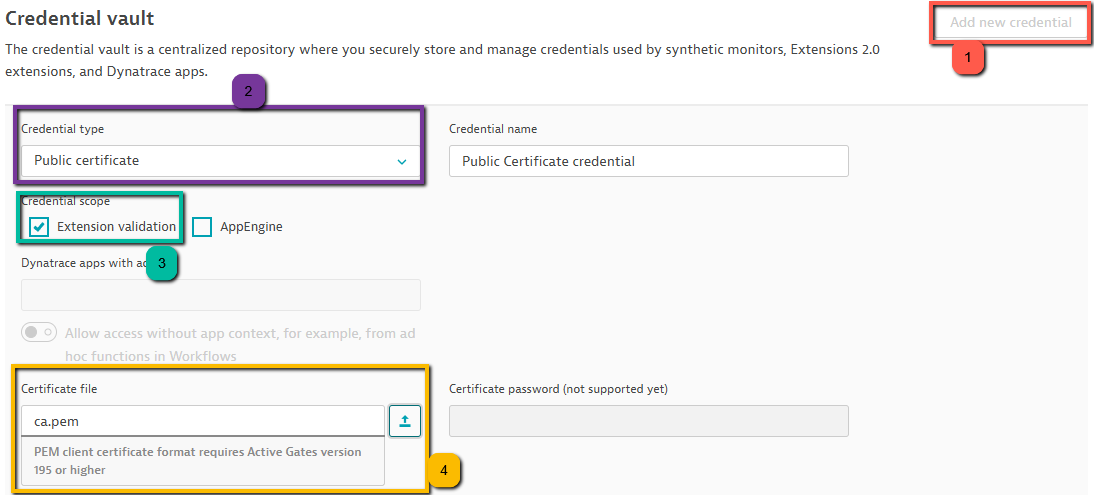 Credential vault
Add new credential
1
The credential vault is a centralized repository where you securely store and manage credentials used by synthetic monitors, Extensions 2.0
extensions, and Dynatrace apps.
2
Credential type
Credential name
Public certificate
Public Certificate credential
Credential scope
Extension validation
AppEngine
3
Dynatrace apps with
Allow access without app context, for example, from ad
hoc functions in Workflows
Certificate file
Certificate password (not supported yet)
ca.pem
PEM client certificate format requires Active Gates version
195 or higher
4